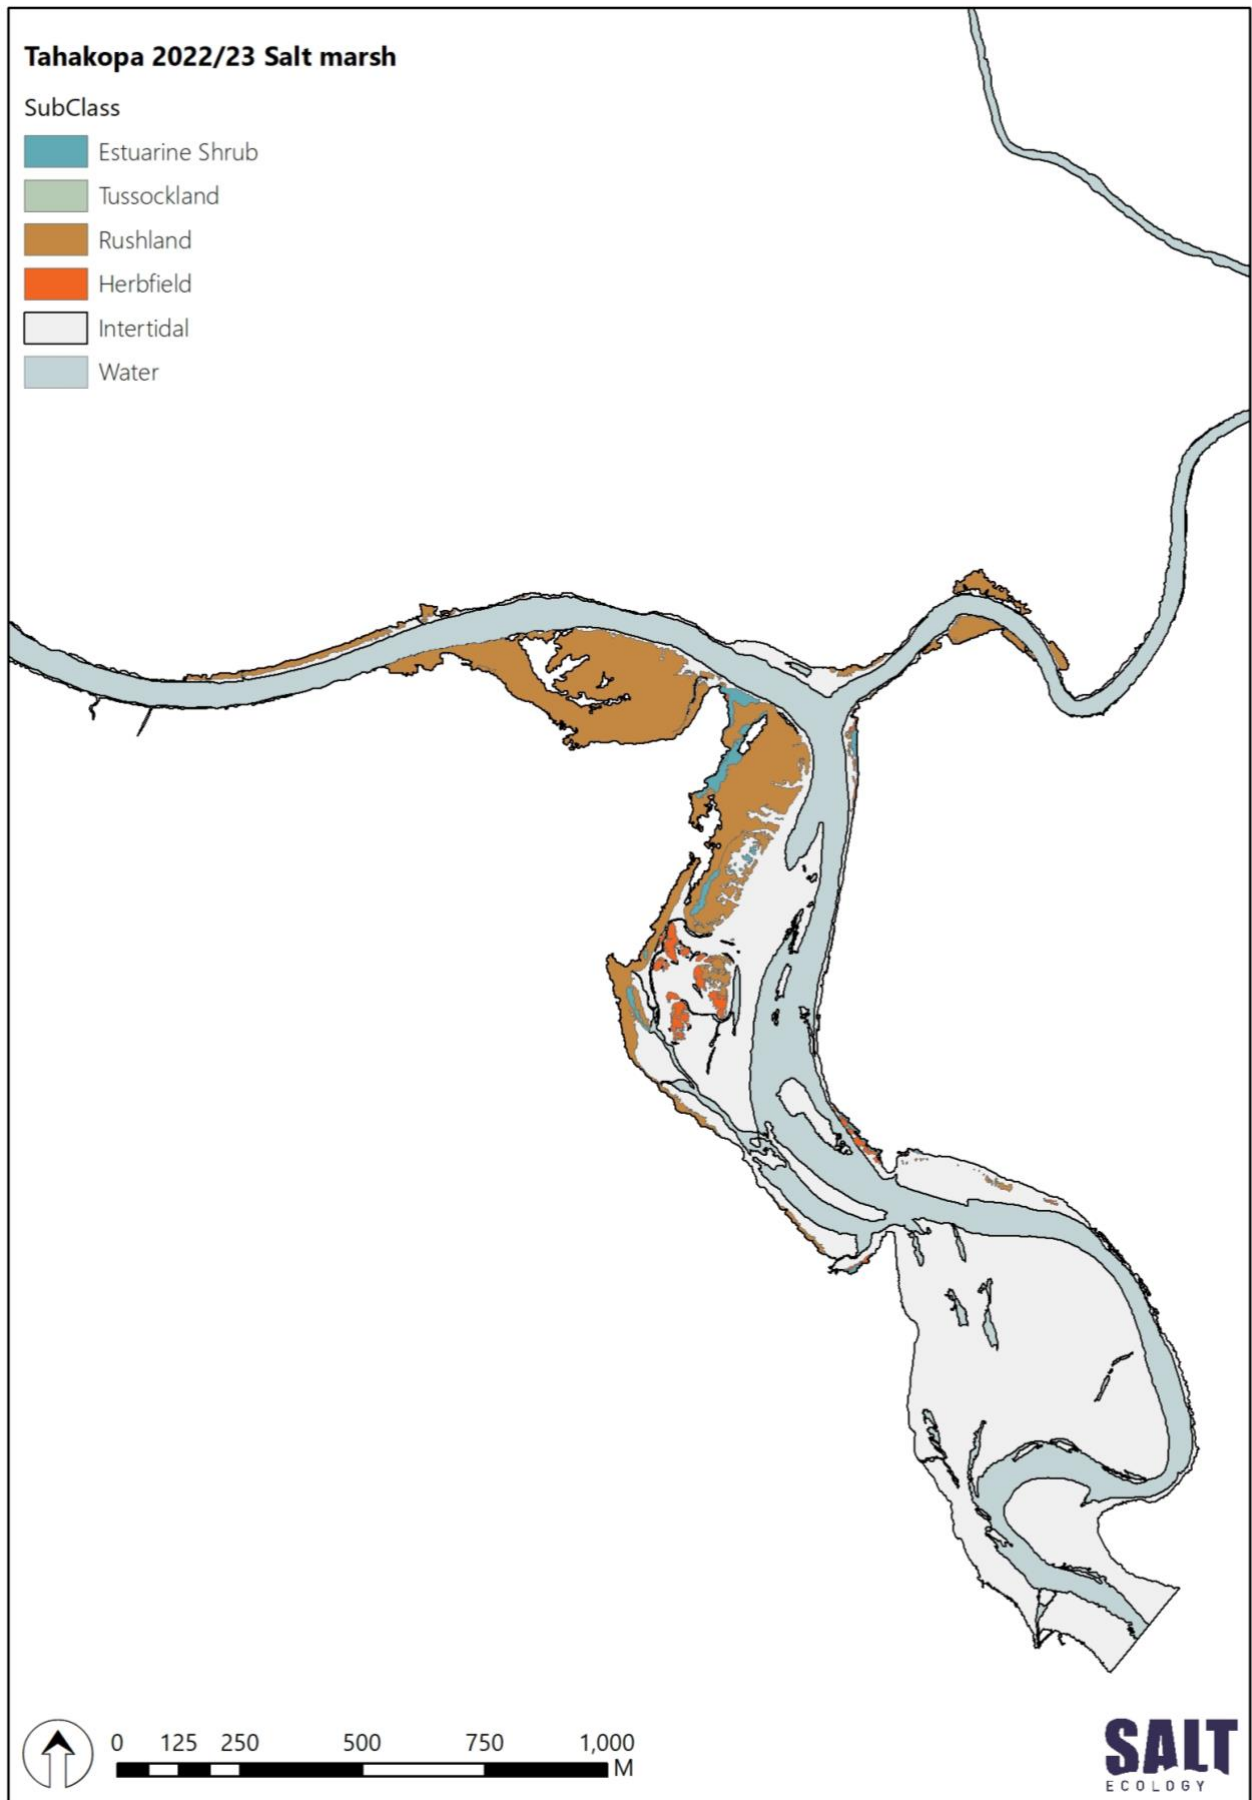 Tahakopa 2022/23 Salt marsh
SubClass
Estuarine Shrub
Tussockland
Rushland
Herbfield
Intertidal
Water
0 125 250 500 750 1,000
M
SALT
ECOLOGY